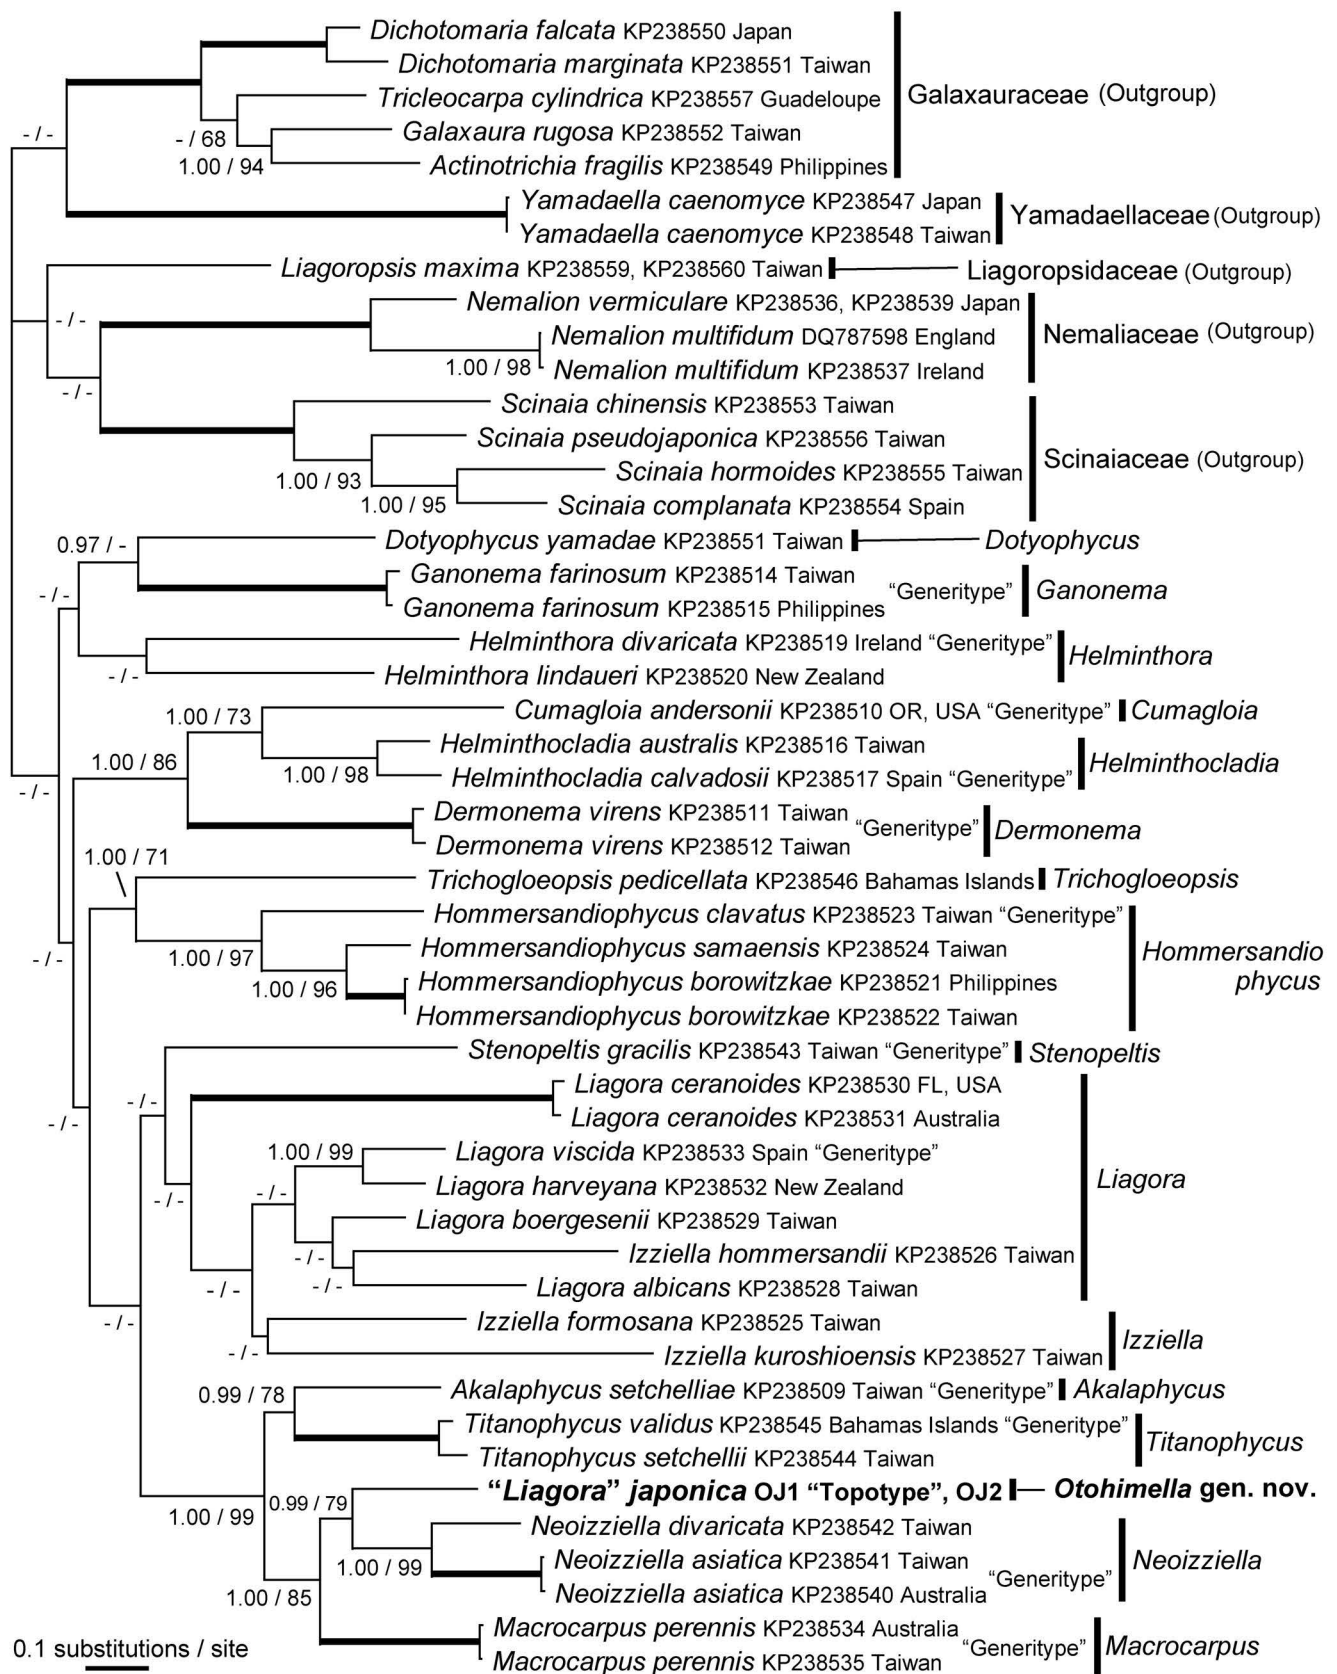 Dichotomaria falcata KP238550 Japan
Dichotomaria marginata KP238551 Taiwan
Tricleocarpa cylindrica KP238557 Guadeloupe
Galaxauraceae (Outgroup)
- / -
- / 68
Galaxaura rugosa KP238552 Taiwan
1.00 / 94
Actinotrichia fragilis KP238549 Philippines
Yamadaella caenomyce KP238547 Japan
Yamadaellaceae (Outgroup)
Yamadaella caenomyce KP238548 Taiwan
Liagoropsis maxima KP238559, KP238560 Taiwan
Liagoropsidaceae (Outgroup)
Nemalion vermiculare KP238536, KP238539 Japan
- / -
Nemalion multifidum DQ787598 England
Nemaliaceae (Outgroup)
1.00 / 98
Nemalion multifidum KP238537 Ireland
- / -
Scinaia chinensis KP238553 Taiwan
Scinaia pseudojaponica KP238556 Taiwan
Scinaiaceae (Outgroup)
1.00 / 93
Scinaia hormoides KP238555 Taiwan
1.00 / 95
Scinaia complanata KP238554 Spain
0.97 / -
Dotyophycus yamadae KP238551 Taiwan
Dotyophycus
Ganonema farinosum KP238514 Taiwan
“Generitype”
Ganonema
- / -
Ganonema farinosum KP238515 Philippines
Helminthora divaricata KP238519 Ireland “Generitype”
Helminthora
- / -
Helminthora lindaueri KP238520 New Zealand
1.00 / 73
Cumagloia andersonii KP238510 OR, USA “Generitype”
Cumagloia
Helminthocladia australis KP238516 Taiwan
1.00 / 86
1.00 / 98
Helminthocladia calvadosii KP238517 Spain “Generitype”
Helminthocladia
- / -
Dermonema virens KP238511 Taiwan
“Generitype”
Dermonema
Dermonema virens KP238512 Taiwan
1.00 / 71
Trichogloeopsis pedicellata KP238546 Bahamas Islands
Trichogloeopsis
Hommersandiophycus clavatus KP238523 Taiwan “Generitype”
- / -
1.00 / 97
Hommersandiophycus samaensis KP238524 Taiwan
Hommersandio
phycus
1.00 / 96
Hommersandiophycus borowitzkae KP238521 Philippines
Hommersandiophycus borowitzkae KP238522 Taiwan
Stenopeltis gracilis KP238543 Taiwan “Generitype”
Stenopeltis
Liagora ceranoides KP238530 FL, USA
- / -
- / -
Liagora ceranoides KP238531 Australia
1.00 / 99
Liagora viscida KP238533 Spain “Generitype”
Liagora
- / -
- / -
Liagora harveyana KP238532 New Zealand
Liagora boergesenii KP238529 Taiwan
- / -
Izziella hommersandii KP238526 Taiwan
- / -
- / -
Liagora albicans KP238528 Taiwan
- / -
Izziella formosana KP238525 Taiwan
Izziella
- / -
Izziella kuroshioensis KP238527 Taiwan
0.99 / 78
Akalaphycus setchelliae KP238509 Taiwan “Generitype”
Akalaphycus
Titanophycus validus KP238545 Bahamas Islands “Generitype”
Titanophycus
Titanophycus setchellii KP238544 Taiwan
“Liagora” japonica OJ1 “Topotype”, OJ2
Otohimella gen. nov.
0.99 / 79
1.00 / 99
Neoizziella divaricata KP238542 Taiwan
1.00 / 99
Neoizziella asiatica KP238541 Taiwan
“Generitype”
Neoizziella
Neoizziella asiatica KP238540 Australia
1.00 / 85
Macrocarpus perennis KP238534 Australia
“Generitype”
Macrocarpus
Macrocarpus perennis KP238535 Taiwan
0.1 substitutions / site